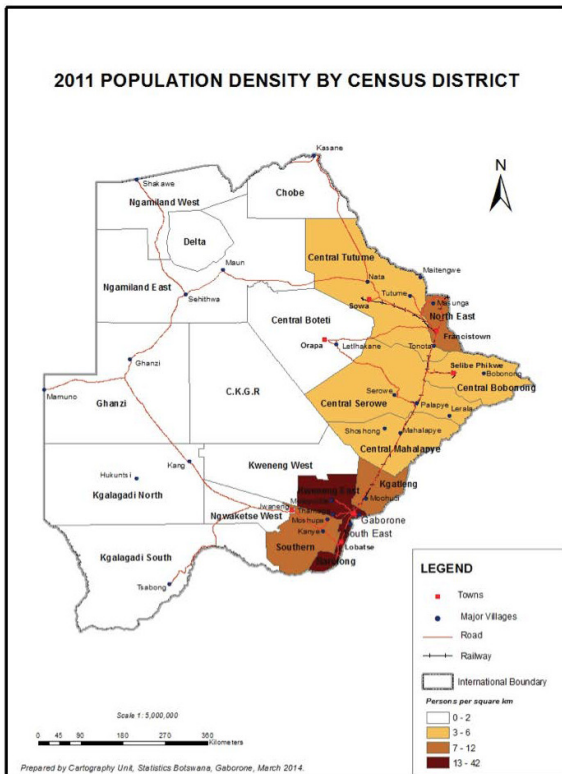 2011 POPULATION DENSITY BY CENSUS DISTRICT
Kasane
N
Shakawe
Chobe
Ngamiland West
Delta
Central Tutume
Maun
Nata
Maitengwe
Ngamiland East
Sehithwa
Tutume
Sowa
North East
Central Boteti
Francistown
Orapa
Letlhakane
Tonota
Selibe Phikwe
Ghanzi
Bobonong
C.K.G.R
Central Bobonong
Mamuno
Serowe
Ghanzi
Central Serowe
Palapye
Lerala
Shoshong
Mahalapye
Central Mahalapye
Kweneng West
Kang
Hukuntsi
Kgatleng
Kgalagadi North
Kweneng East
Mochudi
Jwaneng
Ngwaketse West
Gaborone
Moshupa
South East
Kanye
Lobatse
Southern
Kgalagadi South
Tsabong
LEGEND
Towns
Major Villages
Road
Railway
International Boundary
Persons per square km
0 - 2
3 - 6
7 - 12
13 - 42
Scale 1: 5,000,000
0 45 90 180 270 360
Kilometers
Prepared by Cartography Unit, Statistics Botswana, Gaborone, March 2014.